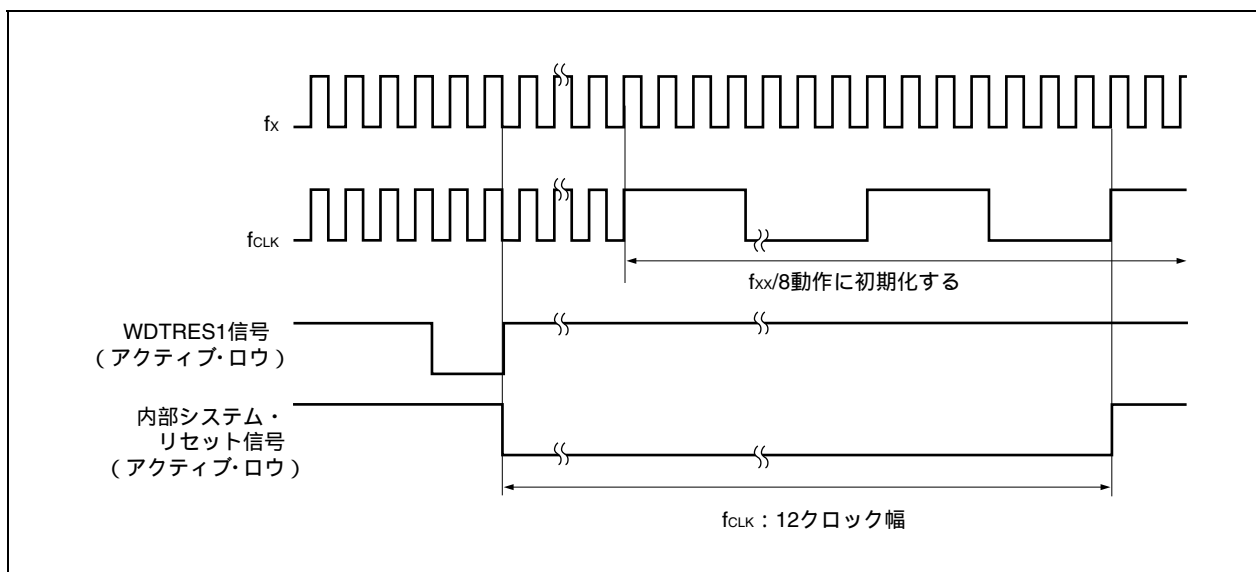 fX
fCLK
fXX/8動作に初期化する
WDTRES1信号
（アクティブ・ロウ）
内部システム・
リセット信号
（アクティブ・ロウ）
fCLK：12クロック幅